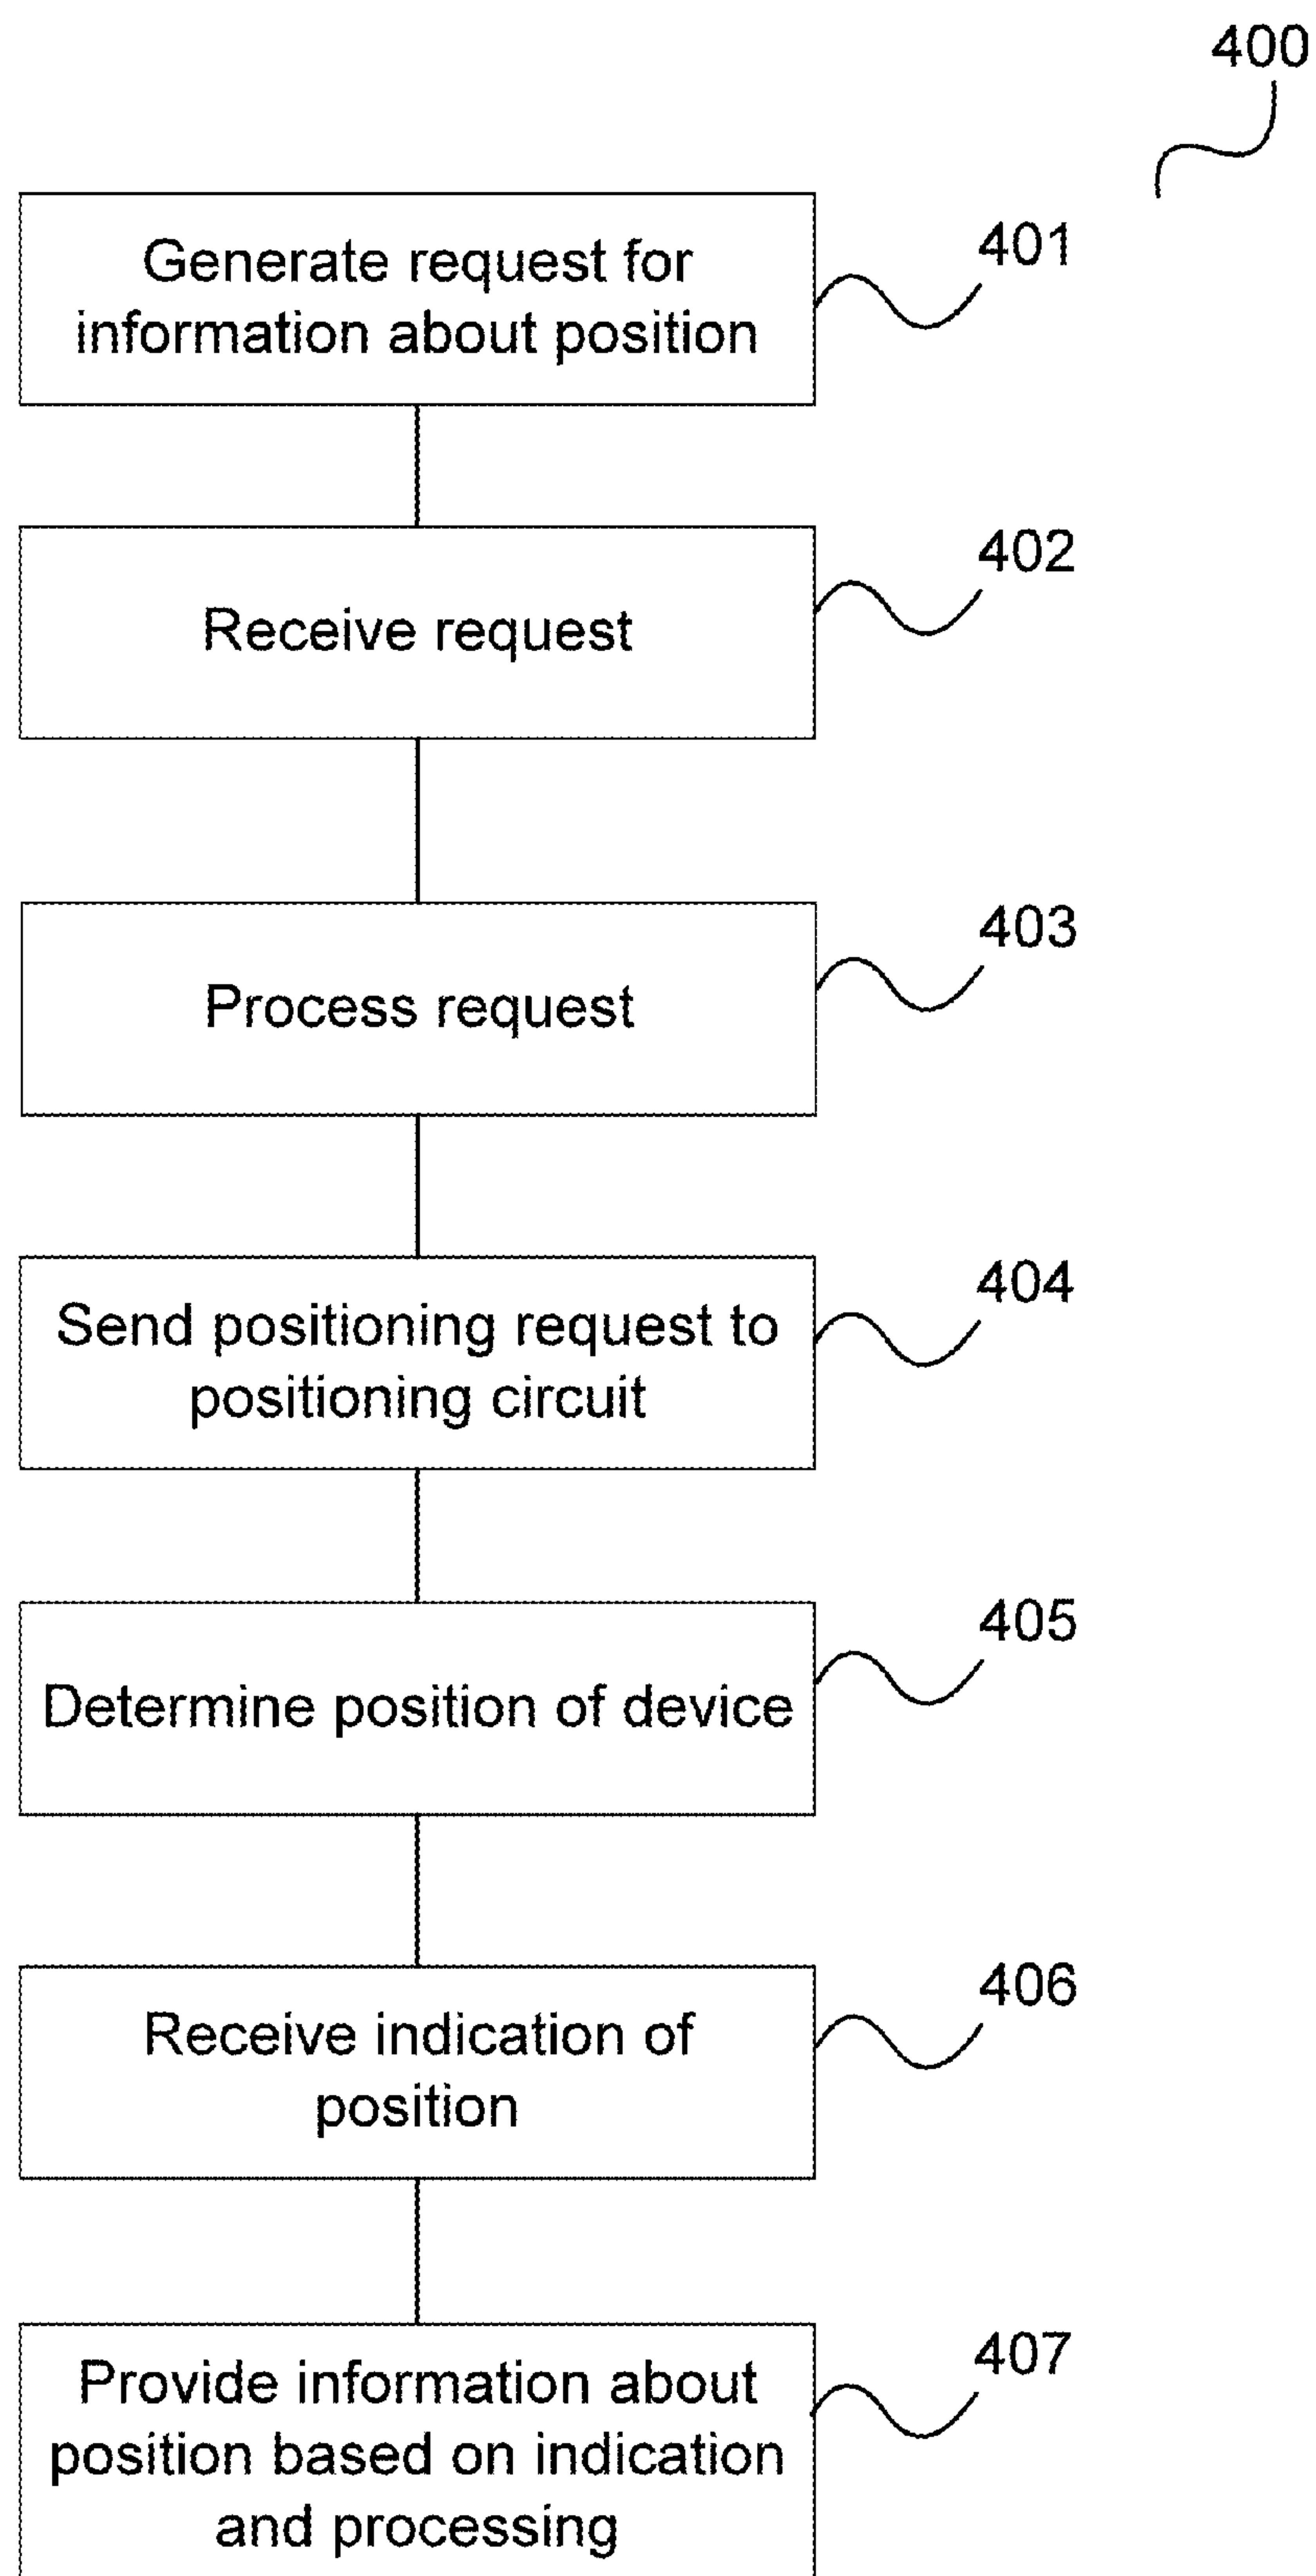 400
Generate request for
information about position
401
Receive request
402
Process request
403
Send positioning request to
positioning circuit
404
Determine position of device
405
Receive indication of
position
406
Provide information about
position based on indication
and processing
407